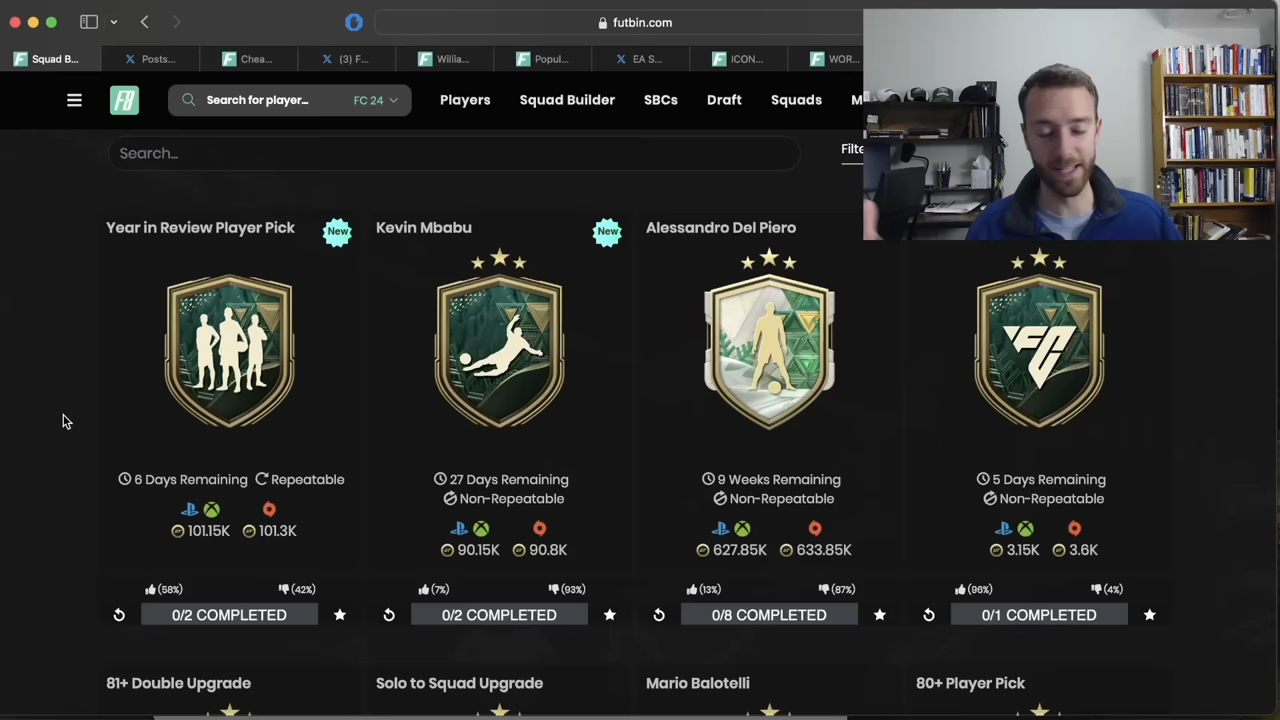 futbin.com
Squad B...
Posts...
Chea...
(3) F...
Willia...
Popul...
EA S...
ICON...
WOR...
FB
Search for player...
FC 24
Players
Squad Builder
SBCs
Draft
Squads
M
Search...
Filte
Year in Review Player Pick
New
Kevin Mbabu
New
Alessandro Del Piero
6 Days Remaining
Repeatable
101.15K
101.3K
27 Days Remaining
Non-Repeatable
90.15K
90.8K
9 Weeks Remaining
Non-Repeatable
627.85K
633.85K
5 Days Remaining
Non-Repeatable
3.15K
3.6K
(58%)
(42%)
(7%)
(93%)
(13%)
(87%)
(96%)
(4%)
0/2 COMPLETED
0/2 COMPLETED
0/8 COMPLETED
0/1 COMPLETED
81+ Double Upgrade
Solo to Squad Upgrade
Mario Balotelli
80+ Player Pick